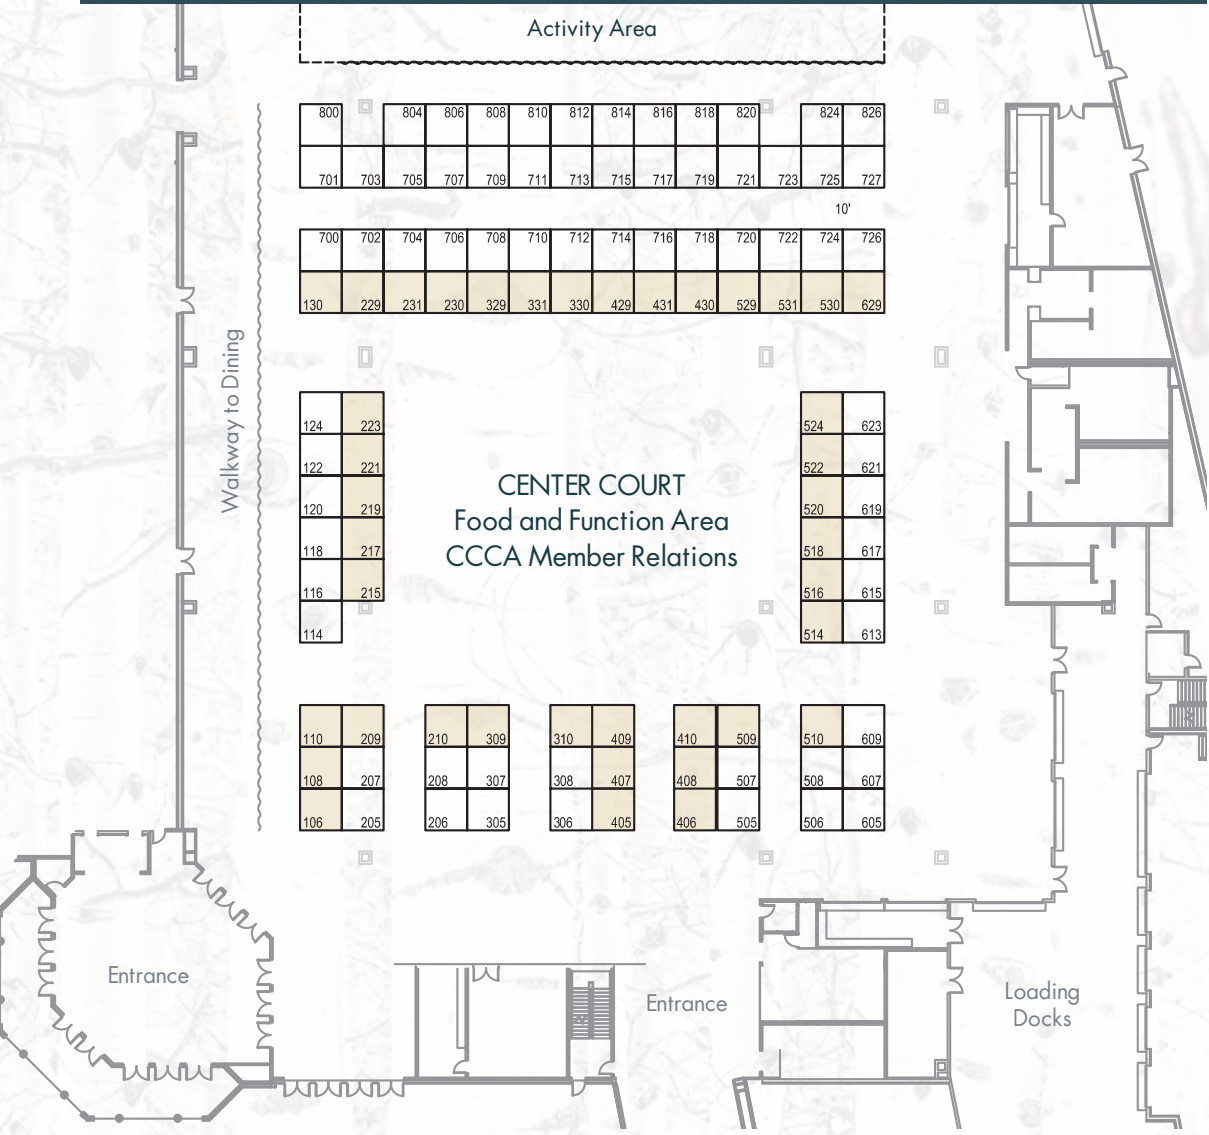 Activity Area
800 804 806 808 810 812 814 816 818 820 824 826
701 703 705 707 709 711 713 715 717 719 721 723 725 727
10'
700 702 704 706 708 710 712 714 716 718 720 722 724 726
130 229 231 230 329 331 330 429 431 430 529 531 530 629
Walkway to Dining
124 223 524 623
122 221 522 621
CENTER COURT
120 219 520 619
Food and Function Area
118 217 518 617
CCCA Member Relations
116 215 516 615
114 514 613
110 209 210 309 310 409 410 509 510 609
108 207 208 307 308 407 408 507 508 607
106 205 206 305 306 405 406 505 506 605
Entrance
Entrance
Loading
Docks